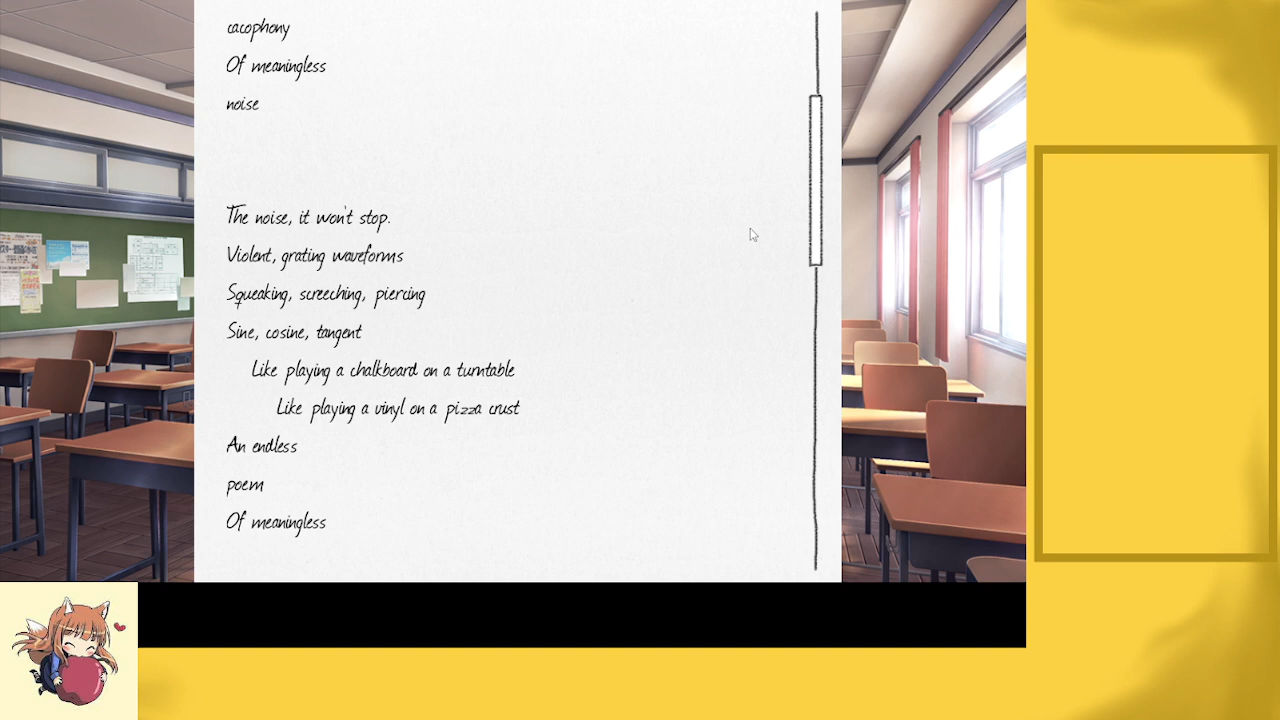 cacophony
Of meaningless
noise
The noise, it won't stop.
Violent, grating waveforms
Squeaking, screeching, piercing
Sine, cosine, tangent
Like playing a chalkboard on a turntable
Like playing a vinyl on a pizza crust
An endless
poem
Of meaningless